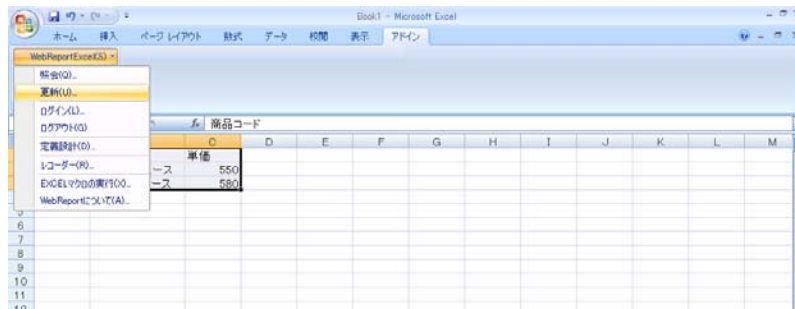 Book1 - Microsoft Excel
ホーム 挿入 ページ レイアウト 数式 データ 校閲 表示 アドイン
WebReportExcel(S)
照会(Q)...
更新(U)...
ログイン(L)...
ログアウト(G)
定義設計(D)...
レコーダー(R)...
EXCELマクロの実行(X)...
WebReportについて(A)...
fx 商品コード
C D E F G H I J K L M
単価
ース 550
ース 580
6
7
8
9
10
11